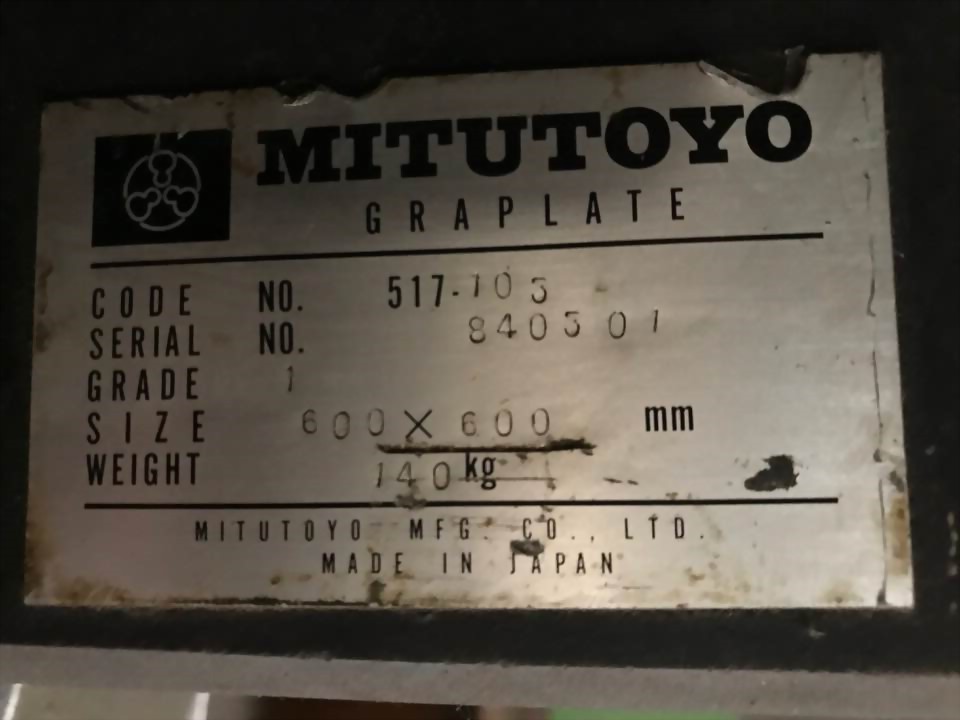 MITUTOYO
GRAPLATE
CODE NO. 517-103
SERIAL NO. 840301
GRADE 1
SIZE 600×600 mm
WEIGHT 140 kg
MITUTOYO MFG. CO., LTD.
MADE IN JAPAN